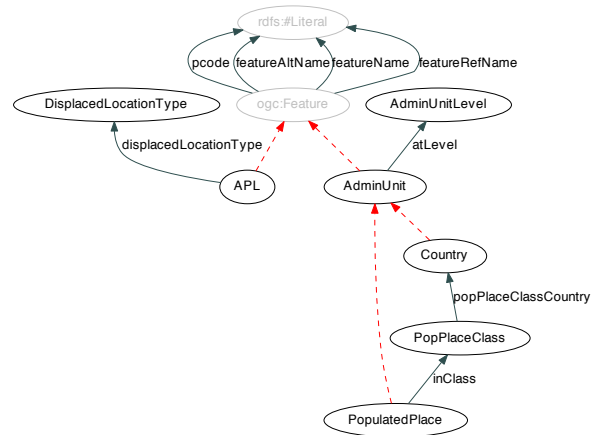 rdfs:#Literal
pcode
featureAltName
featureName
featureRefName
DisplacedLocationType
ogc:Feature
AdminUnitLevel
displacedLocationType
atLevel
APL
AdminUnit
Country
popPlaceClassCountry
PopPlaceClass
inClass
PopulatedPlace